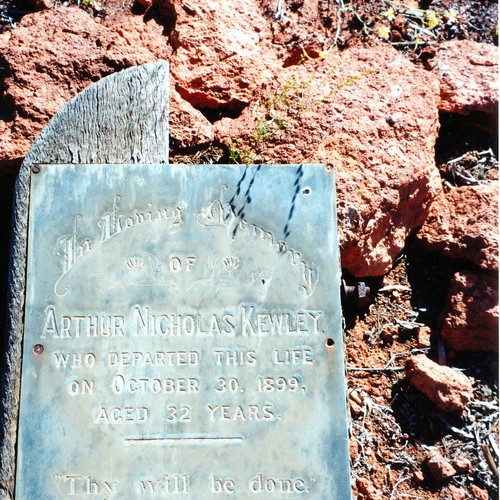 In Loving Memory
OF
ARTHUR NICHOLAS KEWLEY.
WHO DEPARTED THIS LIFE
ON OCTOBER 30, 1899,
AGED 32 YEARS.
"Thy will be done."